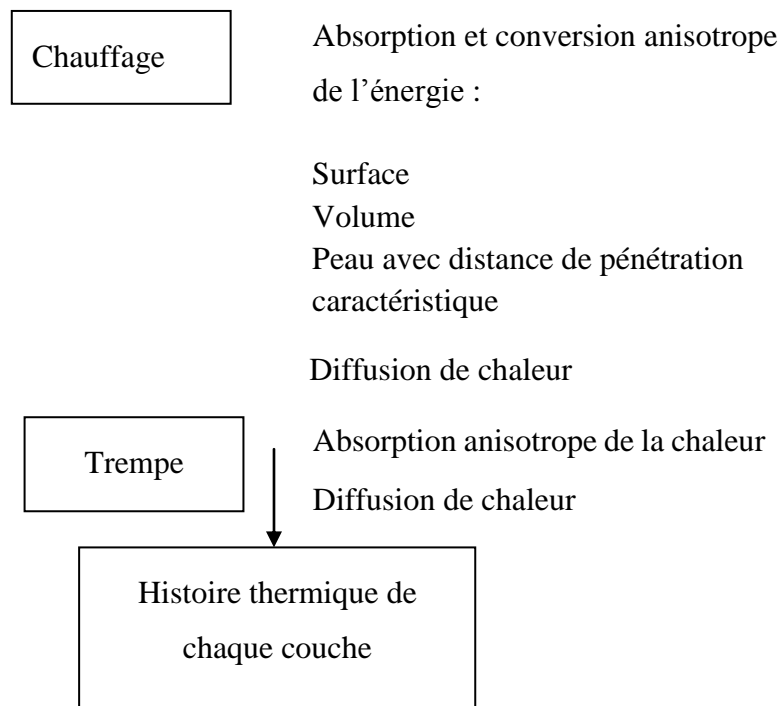 Chauffage
Absorption et conversion anisotrope
de l’énergie :
Surface
Volume
Peau avec distance de pénétration
caractéristique
Diffusion de chaleur
Trempe
Absorption anisotrope de la chaleur
Diffusion de chaleur
Histoire thermique de
chaque couche